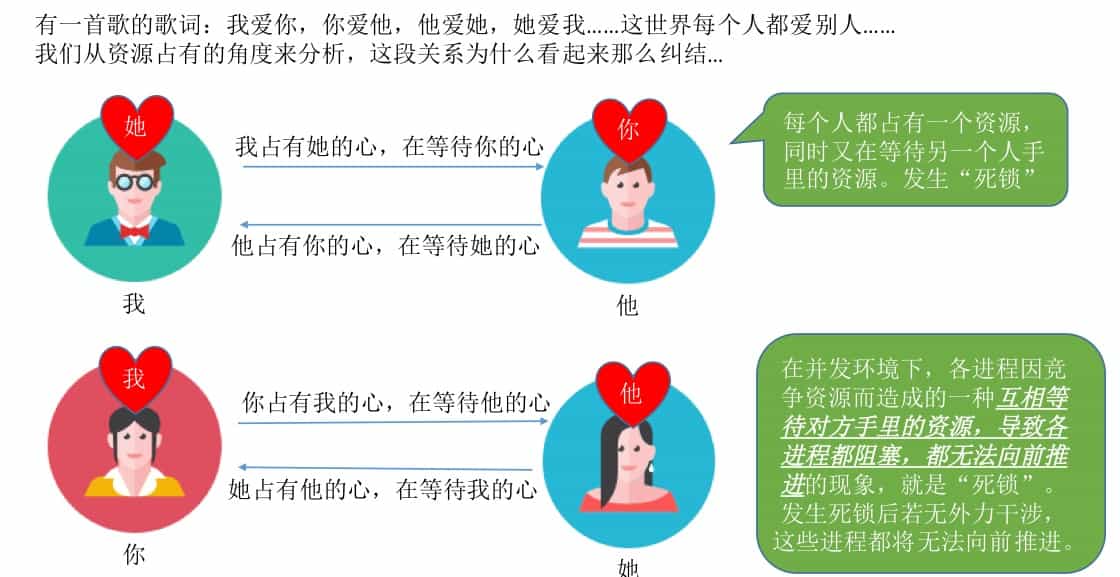 有一首歌的歌词：我爱你，你爱他，他爱她，她爱我……这世界每个人都爱别人……
我们从资源占有的角度来分析，这段关系为什么看起来那么纠结…
她
你
我占有她的心，在等待你的心
他占有你的心，在等待她的心
我
他
每个人都占有一个资源，
同时又在等待另一个人手
里的资源。发生“死锁”
我
他
你占有我的心，在等待他的心
她占有他的心，在等待我的心
你
她
在并发环境下，各进程因竞
争资源而造成的一种互相等
待对方手里的资源，导致各
进程都阻塞，都无法向前推
进的现象，就是“死锁”。
发生死锁后若无外力干涉，
这些进程都将无法向前推进。